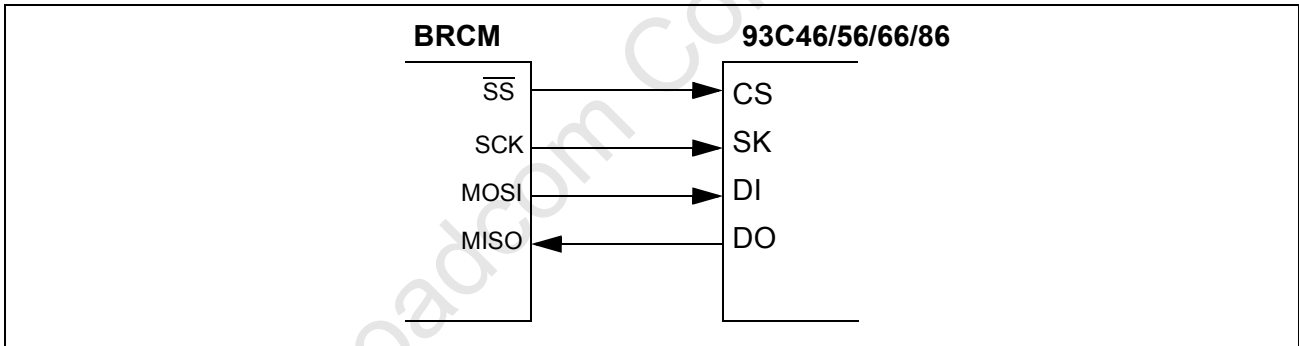 BRCM 93C46/56/66/86
SS CS
SCK SK
MOSI DI
MISO DO